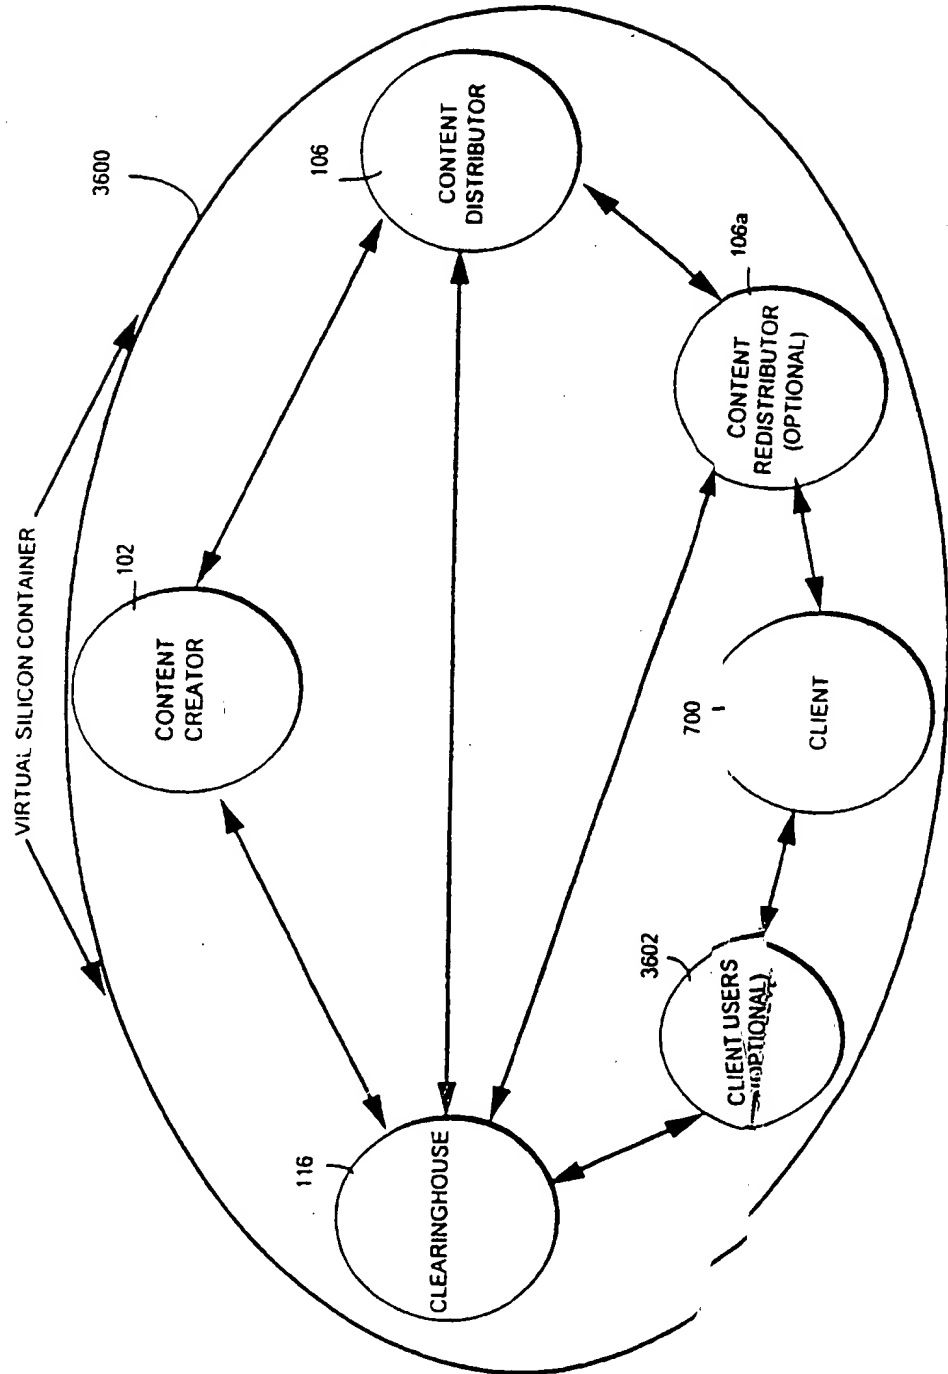 VIRTUAL SILICON CONTAINER
3600
102
CONTENT
CREATOR
106
CONTENT
DISTRIBUTOR
116
CLEARINGHOUSE
106a
CONTENT
REDISTRIBUTOR
(OPTIONAL)
700
CLIENT
3602
CLIENT USERS
(OPTIONAL)